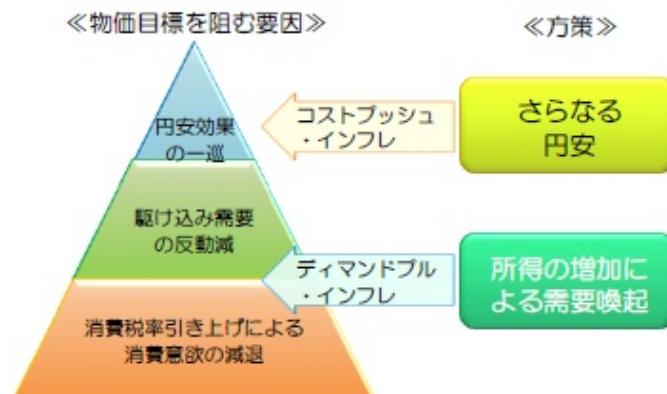 ≪物価目標を阻む要因≫
≪方策≫
円安効果
の一巡
コストプッシュ
・インフレ
さらなる
円安
駆け込み需要
の反動減
ディマンドプル
・インフレ
所得の増加に
よる需要喚起
消費税率引き上げによる
消費意欲の減退